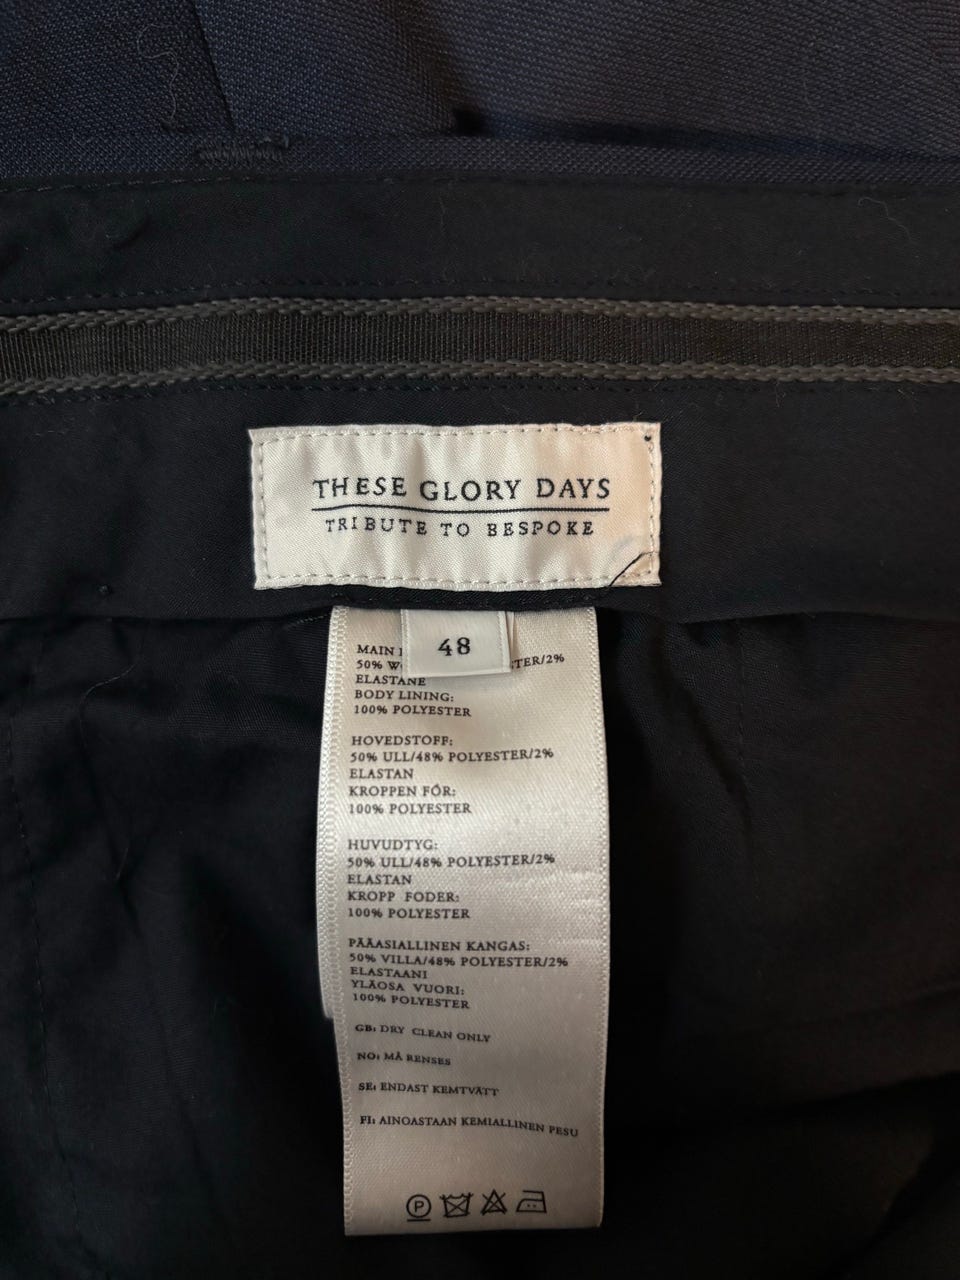 THESE GLORY DAYS
TRIBUTE TO BESPOKE
48
MAIN
50% TER/2%
ELASTANE
BODY LINING:
100% POLYESTER
HOVEDSTOFF:
50% ULL/48% POLYESTER/2%
ELASTAN
KROPPEN FÓR:
100% POLYESTER
HUVUDTYG:
50% ULL/48% POLYESTER/2%
ELASTAN
KROPP FODER:
100% POLYESTER
PÄÄASIALLINEN KANGAS:
50% VILLA/48% POLYESTER/2%
ELASTAANI
YLÄOSA VUORI:
100% POLYESTER
GB: DRY CLEAN ONLY
NO: MÅ RENSES
SE: ENDAST KEMTVÄTT
FI: AINOASTAAN KEMIALLINEN PESU
P